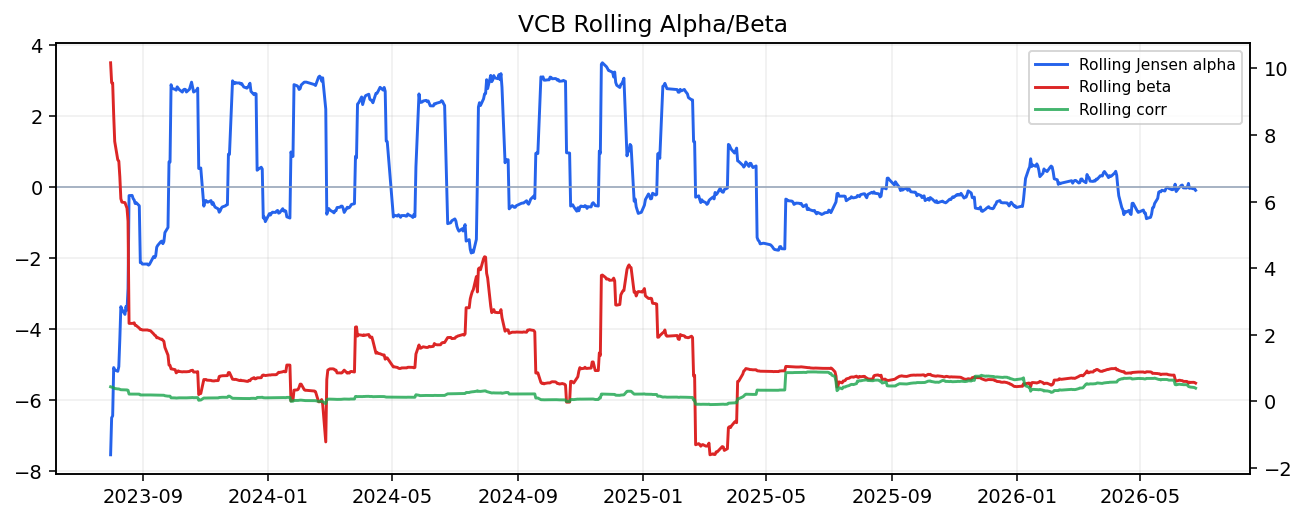 VCB Rolling Alpha/Beta
Rolling Jensen alpha
Rolling beta
Rolling corr
4
2
0
−2
−4
−6
−8
10
8
6
4
2
0
−2
2023-09 2024-01 2024-05 2024-09 2025-01 2025-05 2025-09 2026-01 2026-05